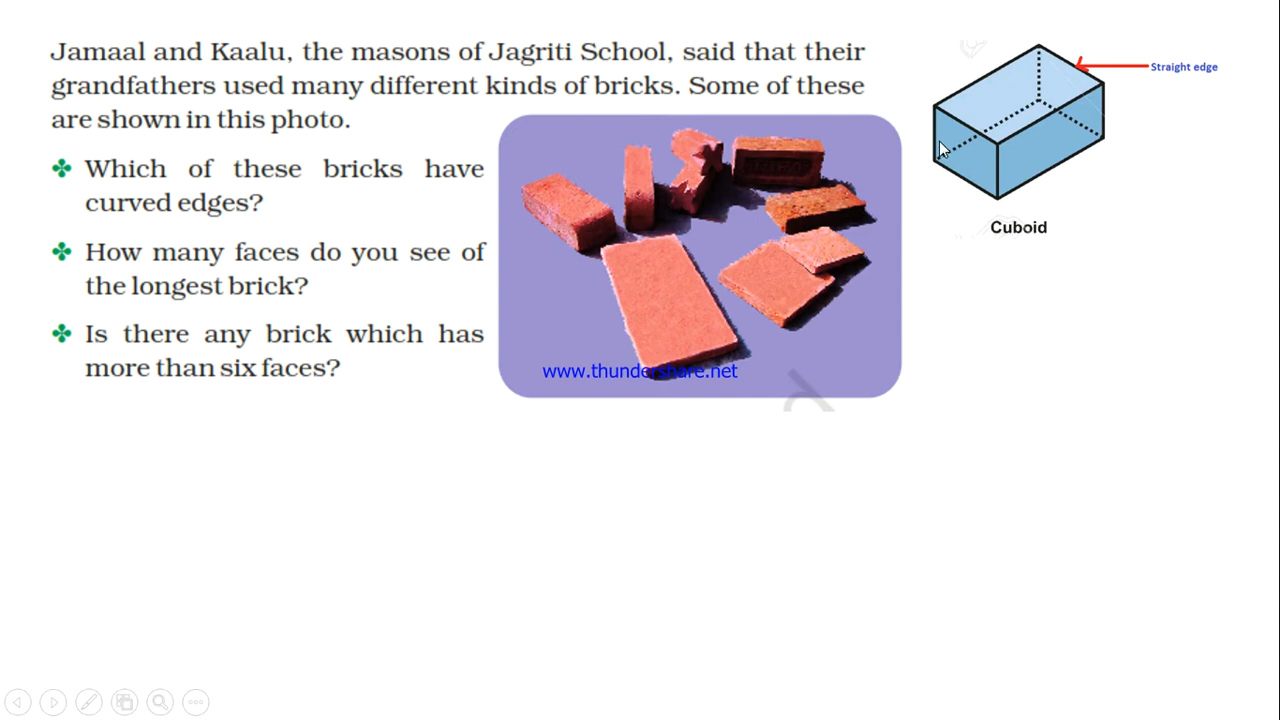 Jamaal and Kaalu, the masons of Jagriti School, said that their
grandfathers used many different kinds of bricks. Some of these
are shown in this photo.
Which of these bricks have
curved edges?
How many faces do you see of
the longest brick?
Is there any brick which has
more than six faces?
www.thundershare.net
Straight edge
Cuboid